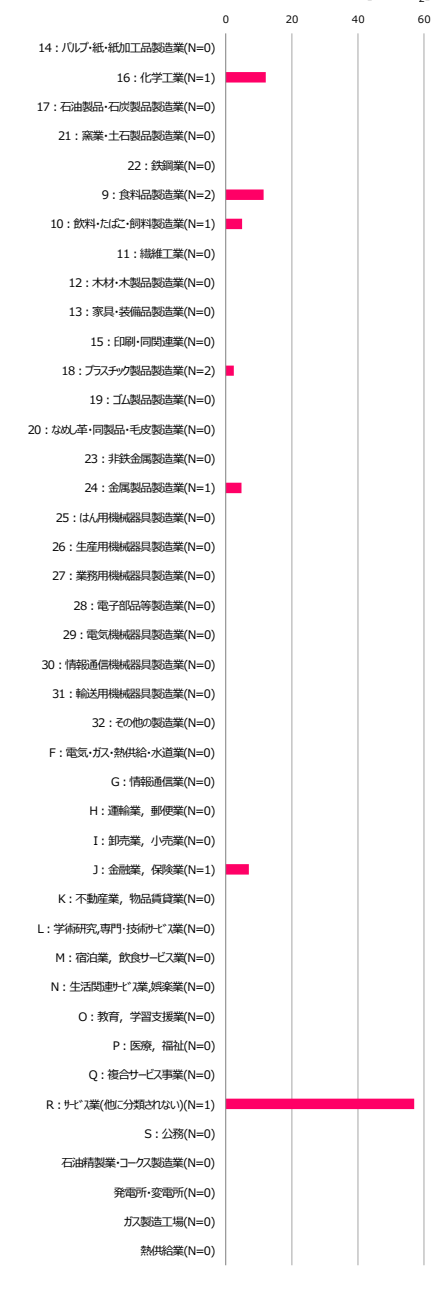 0 20 40 60
14：パルプ・紙・紙加工品製造業(N=0)
16：化学工業(N=1)
17：石油製品・石炭製品製造業(N=0)
21：窯業・土石製品製造業(N=0)
22：鉄鋼業(N=0)
9：食料品製造業(N=2)
10：飲料・たばこ・飼料製造業(N=1)
11：繊維工業(N=0)
12：木材・木製品製造業(N=0)
13：家具・装備品製造業(N=0)
15：印刷・同関連業(N=0)
18：プラスチック製品製造業(N=2)
19：ゴム製品製造業(N=0)
20：なめし革・同製品・毛皮製造業(N=0)
23：非鉄金属製造業(N=0)
24：金属製品製造業(N=1)
25：はん用機械器具製造業(N=0)
26：生産用機械器具製造業(N=0)
27：業務用機械器具製造業(N=0)
28：電子部品等製造業(N=0)
29：電気機械器具製造業(N=0)
30：情報通信機械器具製造業(N=0)
31：輸送用機械器具製造業(N=0)
32：その他の製造業(N=0)
F：電気・ガス・熱供給・水道業(N=0)
G：情報通信業(N=0)
H：運輸業，郵便業(N=0)
I：卸売業，小売業(N=0)
J：金融業，保険業(N=1)
K：不動産業，物品賃貸業(N=0)
L：学術研究,専門・技術ｻｰﾋﾞｽ業(N=0)
M：宿泊業，飲食サービス業(N=0)
N：生活関連ｻｰﾋﾞｽ業,娯楽業(N=0)
O：教育，学習支援業(N=0)
P：医療，福祉(N=0)
Q：複合サービス事業(N=0)
R：ｻｰﾋﾞｽ業(他に分類されない)(N=1)
S：公務(N=0)
石油精製業・コークス製造業(N=0)
発電所・変電所(N=0)
ガス製造工場(N=0)
熱供給業(N=0)